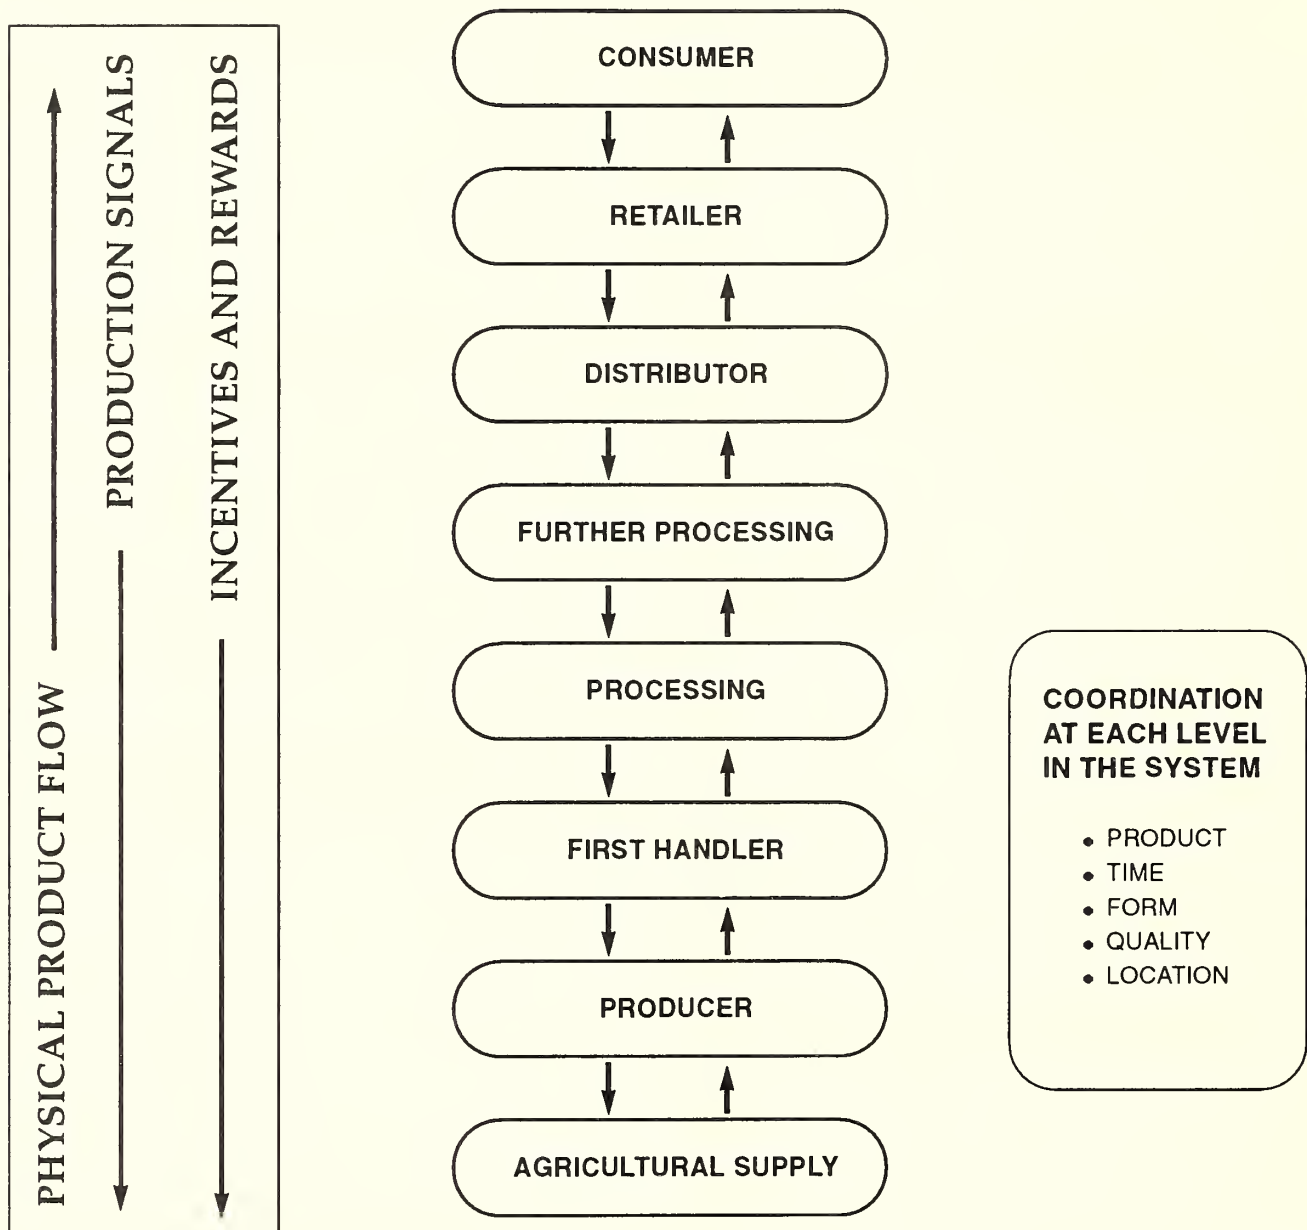 PHYSICAL PRODUCT FLOW
PRODUCTION SIGNALS
INCENTIVES AND REWARDS
CONSUMER
RETAILER
DISTRIBUTOR
FURTHER PROCESSING
PROCESSING
FIRST HANDLER
PRODUCER
AGRICULTURAL SUPPLY
COORDINATION
AT EACH LEVEL
IN THE SYSTEM
• PRODUCT
• TIME
• FORM
• QUALITY
• LOCATION